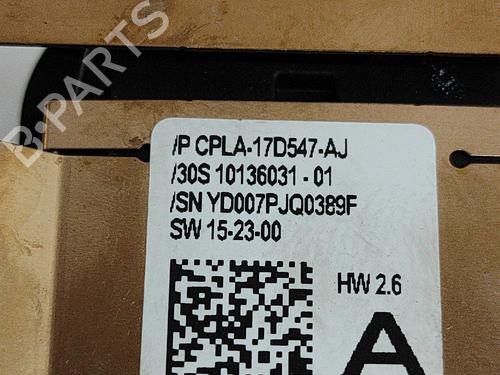 B-PARTS
/P CPLA-17D547-AJ
/30S 10136031 - 01
/SN YD007PJQ0389F
SW 15-23-00
HW 2.6
A